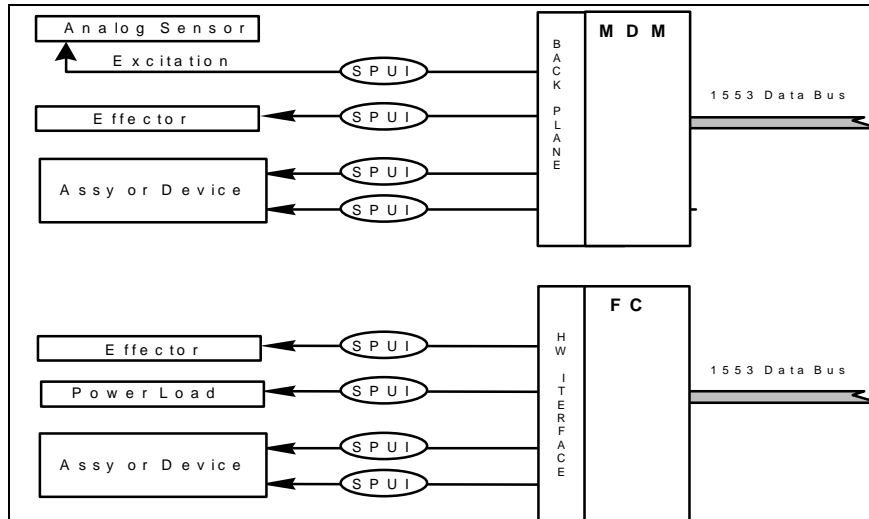 Analog Sensor
Excitation
SPUI
Effector
SPUI
Assy or Device
SPUI
SPUI
BACK PLANE
MDM
1553 Data Bus
Effector
SPUI
Power Load
SPUI
Assy or Device
SPUI
SPUI
HW ITERFACE
FC
1553 Data Bus